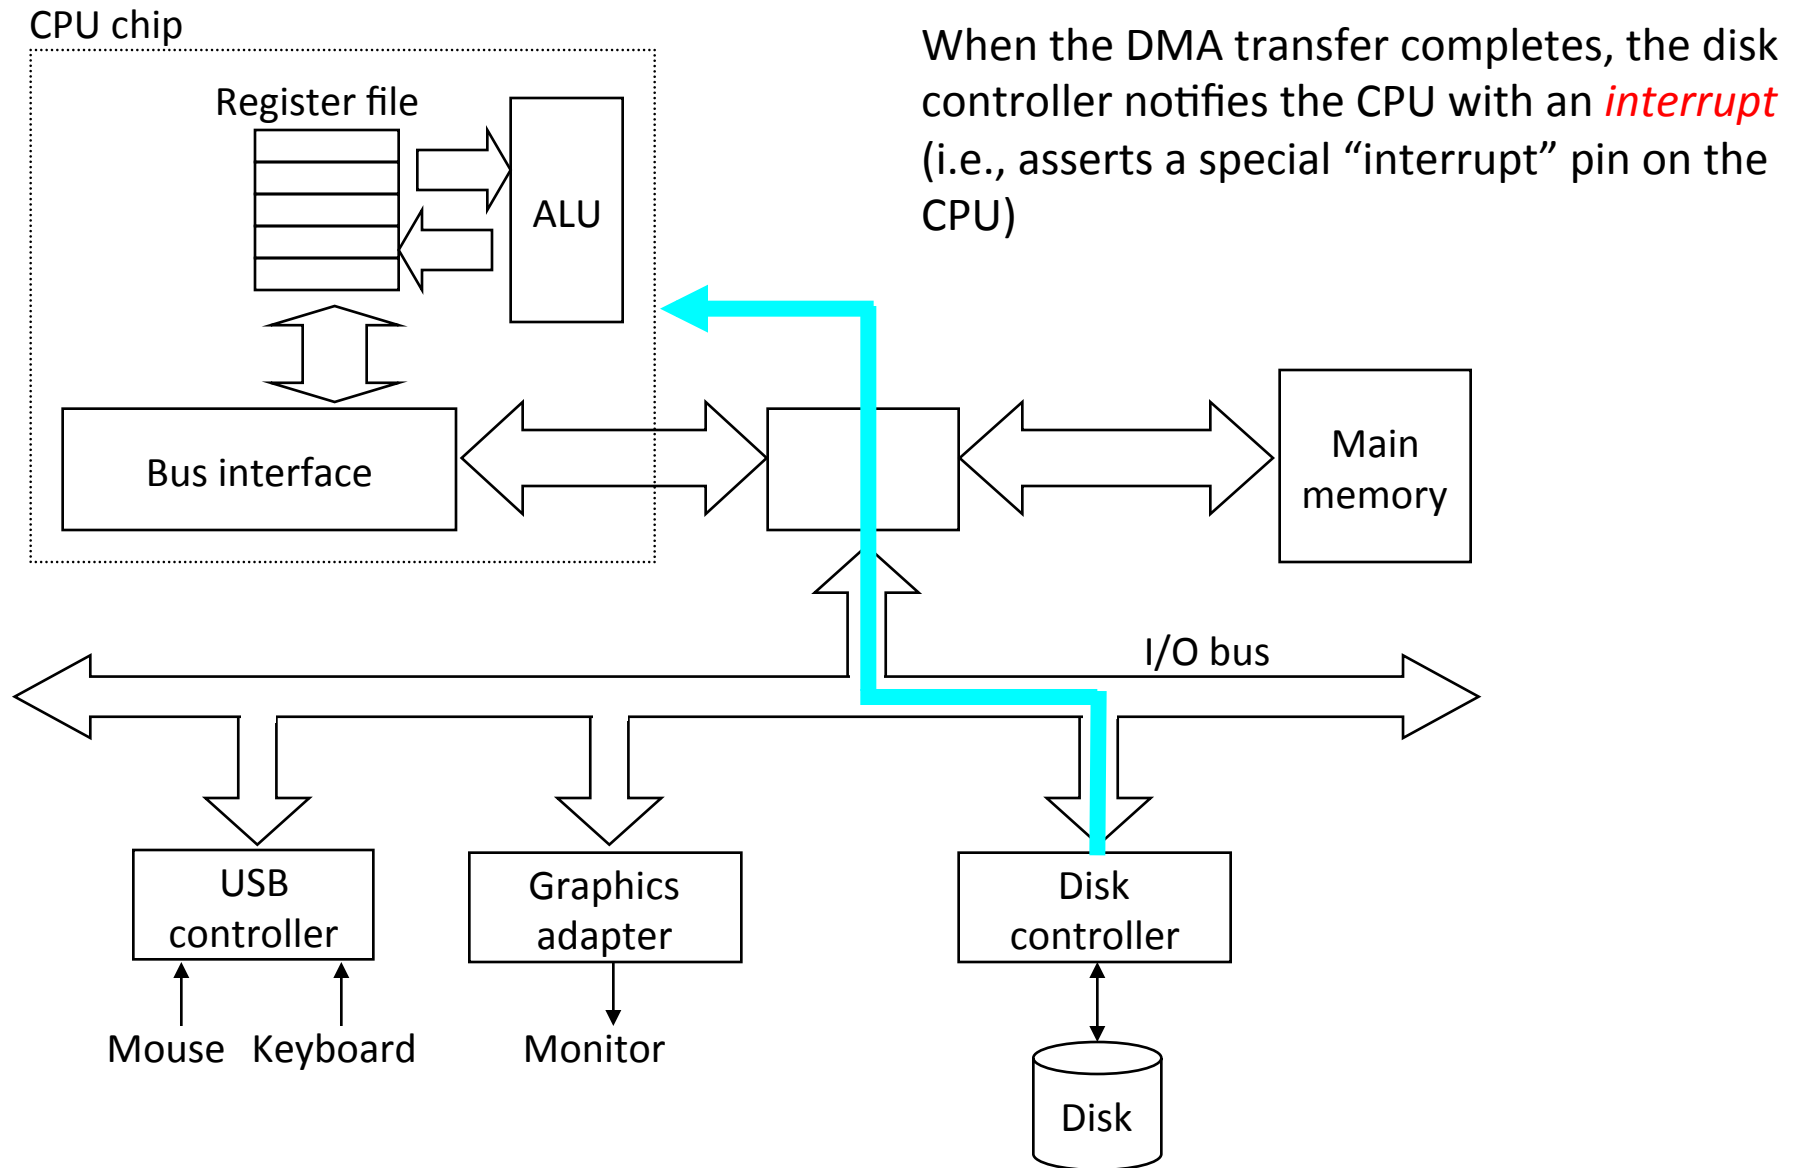 CPU chip
When the DMA transfer completes, the disk
controller notifies the CPU with an interrupt
(i.e., asserts a special “interrupt” pin on the
CPU)
Register file
ALU
Bus interface
Main
memory
I/O bus
USB
controller
Graphics
adapter
Disk
controller
Mouse
Keyboard
Monitor
Disk